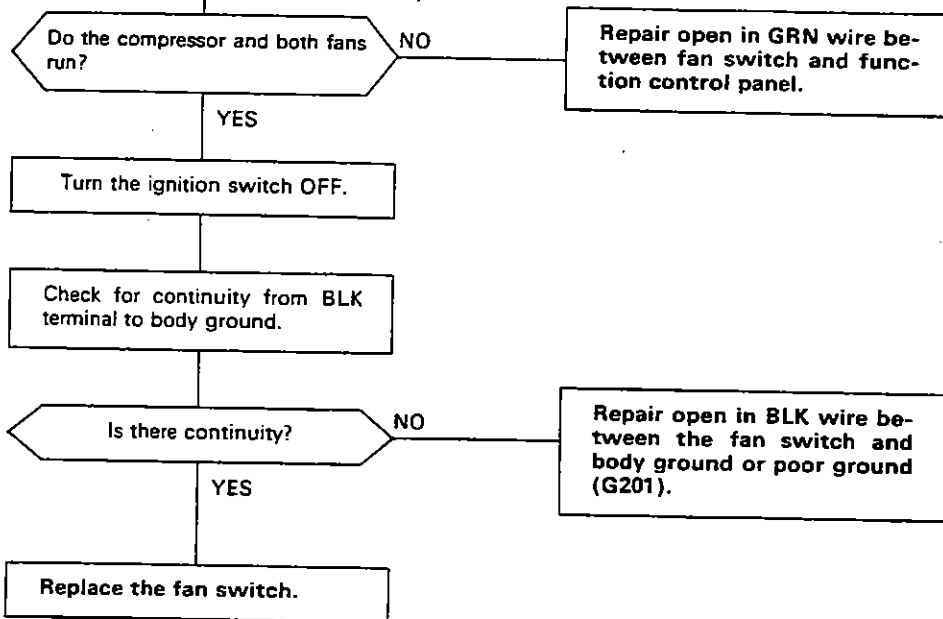 Do the compressor and both fans
run?
NO
Repair open in GRN wire be-
tween fan switch and func-
tion control panel.
YES
Turn the ignition switch OFF.
Check for continuity from BLK
terminal to body ground.
Is there continuity?
NO
Repair open in BLK wire be-
tween the fan switch and
body ground or poor ground
(G201).
YES
Replace the fan switch.